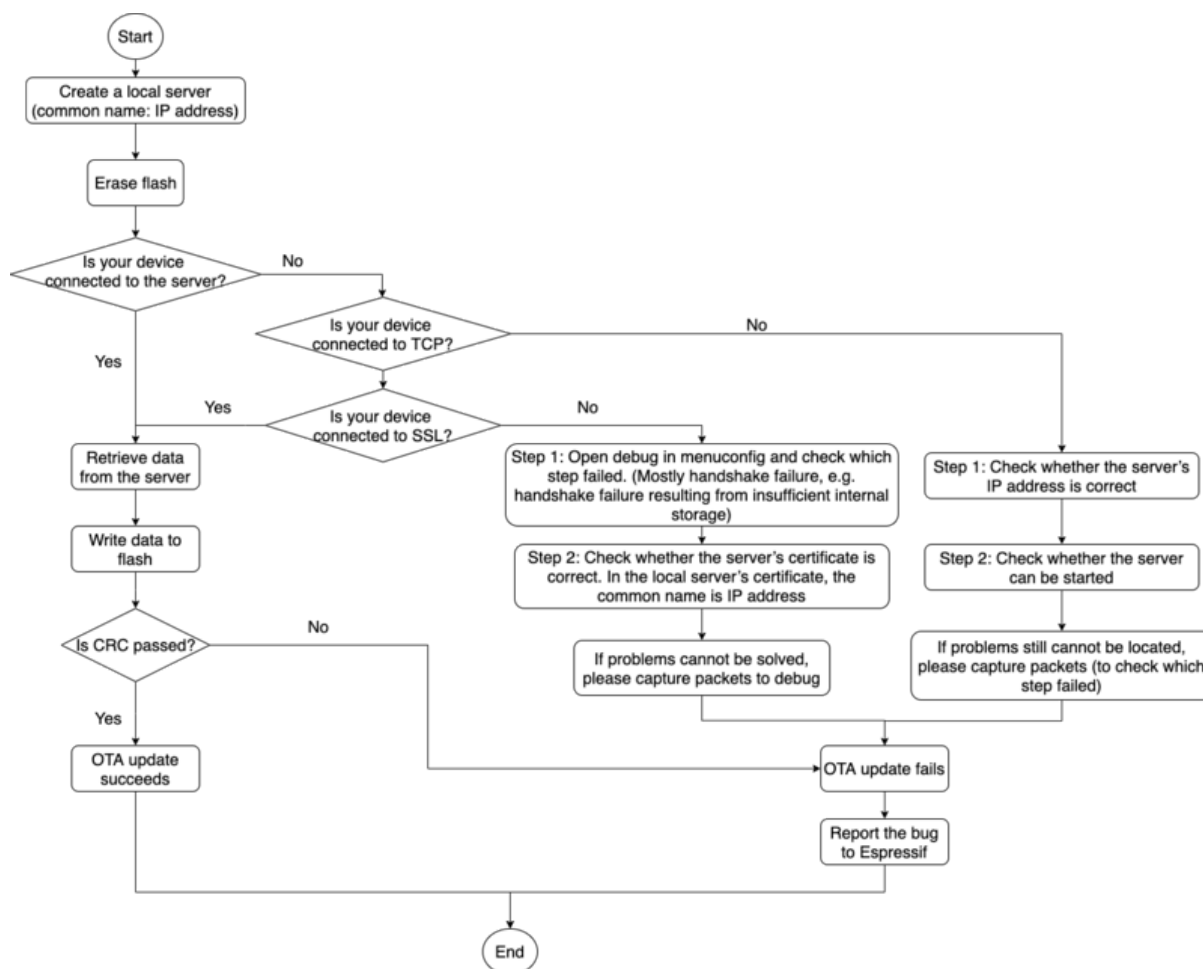 Start
Create a local server
(common name: IP address)
Erase flash
Is your device
connected to the server?
No
Is your device
connected to TCP?
No
Yes
Yes
Is your device
connected to SSL?
No
Retrieve data
from the server
Step 1: Open debug in menuconfig and check which
step failed. (Mostly handshake failure, e.g.
handshake failure resulting from insufficient internal
storage)
Step 1: Check whether the server's
IP address is correct
Write data to
flash
Step 2: Check whether the server's certificate is
correct. In the local server's certificate, the
common name is IP address
Step 2: Check whether the server
can be started
Is CRC passed?
No
If problems cannot be solved,
please capture packets to debug
If problems still cannot be located,
please capture packets (to check which
step failed)
Yes
OTA update
succeeds
OTA update fails
Report the bug
to Espressif
End